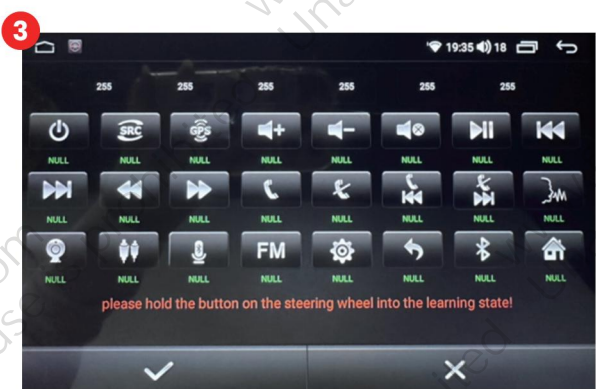 3
19:35 18
255 255 255 255 255 255
SRC GPS
NULL NULL NULL NULL NULL NULL NULL NULL
NULL NULL NULL NULL NULL NULL NULL NULL
FM
NULL NULL NULL NULL NULL NULL NULL NULL
please hold the button on the steering wheel into the learning state!